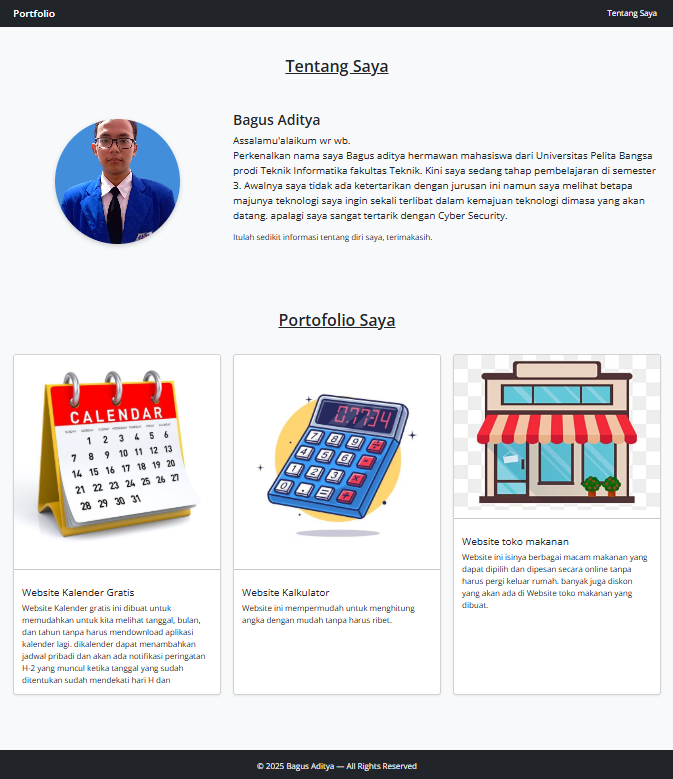 Portfolio
Tentang Saya
Tentang Saya
Bagus Aditya
Assalamu'alaikum wr wb.
Perkenalkan nama saya Bagus aditya hermawan mahasiswa dari Universitas Pelita Bangsa
prodi Teknik Informatika fakultas Teknik. Kini saya sedang tahap pembelajaran di semester
3. Awalnya saya tidak ada ketertarikan dengan jurusan ini namun saya melihat betapa
majunya teknologi saya ingin sekali terlibat dalam kemajuan teknologi dimasa yang akan
datang. apalagi saya sangat tertarik dengan Cyber Security.
Itulah sedikit informasi tentang diri saya, terimakasih.
Portofolio Saya
CALENDAR
1 2 3 4 5 6
7 8 9 10 11 12 13
14 15 16 17 18 19 20
21 22 23 24 25 26 27
28 29 30 31
0.7734
7 8 9 ÷
4 5 6 -
1 2 3 ×
0 . = +
Website Kalender Gratis
Website Kalender gratis ini dibuat untuk
memudahkan untuk kita melihat tanggal, bulan,
dan tahun tanpa harus mendownload aplikasi
kalender lagi. dikalender dapat menambahkan
jadwal pribadi dan akan ada notifikasi peringatan
H-2 yang muncul ketika tanggal yang sudah
ditentukan sudah mendekati hari H dan
Website Kalkulator
Website ini mempermudah untuk menghitung
angka dengan mudah tanpa harus ribet.
Website toko makanan
Website ini isinya berbagai macam makanan yang
dapat dipilih dan dipesan secara online tanpa
harus pergi keluar rumah. banyak juga diskon
yang akan ada di Website toko makanan yang
dibuat.
© 2025 Bagus Aditya — All Rights Reserved